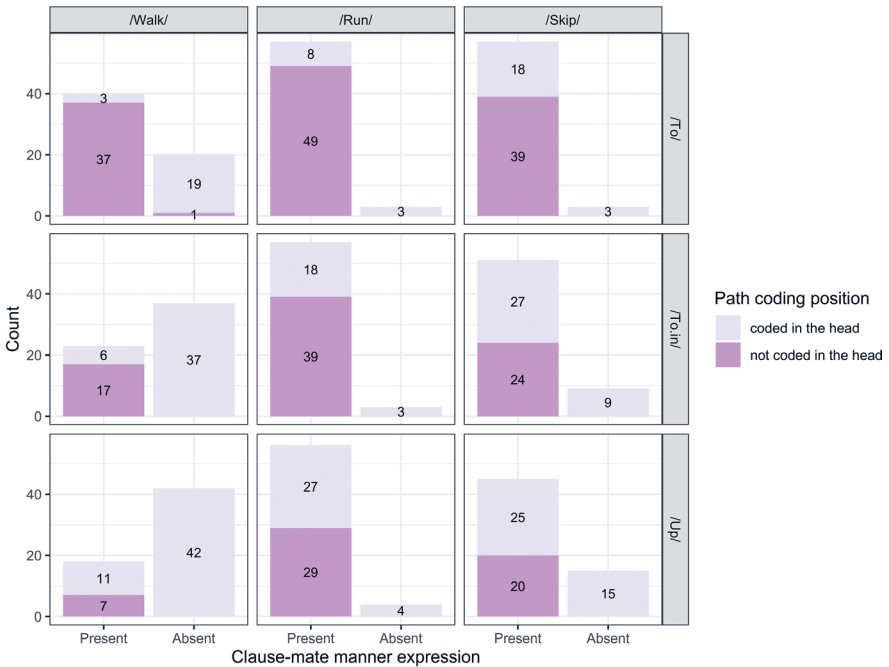 /Walk/ /Run/ /Skip/
40 3 8 18
20 37 19 49 39 /To/
0 1 3 3
40 6 18 27
20 17 37 39 24 9 /To.in/
0 3
40 11 42 27 25
20 7 29 20 15 /Up/
0 4
Count
Present Absent Present Absent Present Absent
Clause-mate manner expression
Path coding position
coded in the head
not coded in the head